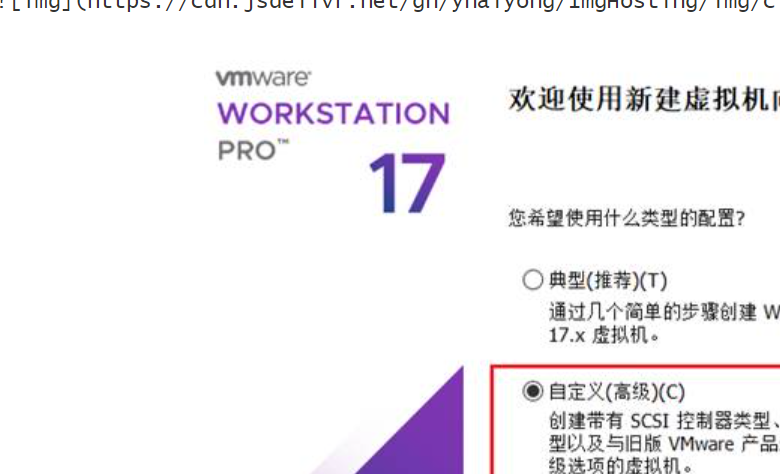 ![img](https://cdn.jsdelivr.net/gh/ynaiyong/imgHosting/img/c
vmware®
WORKSTATION
PRO™
17
欢迎使用新建虚拟机
您希望使用什么类型的配置?
典型(推荐)(T)
通过几个简单的步骤创建 W
17.x 虚拟机。
自定义(高级)(C)
创建带有 SCSI 控制器类型、
型以及与旧版 VMware 产品
级选项的虚拟机。